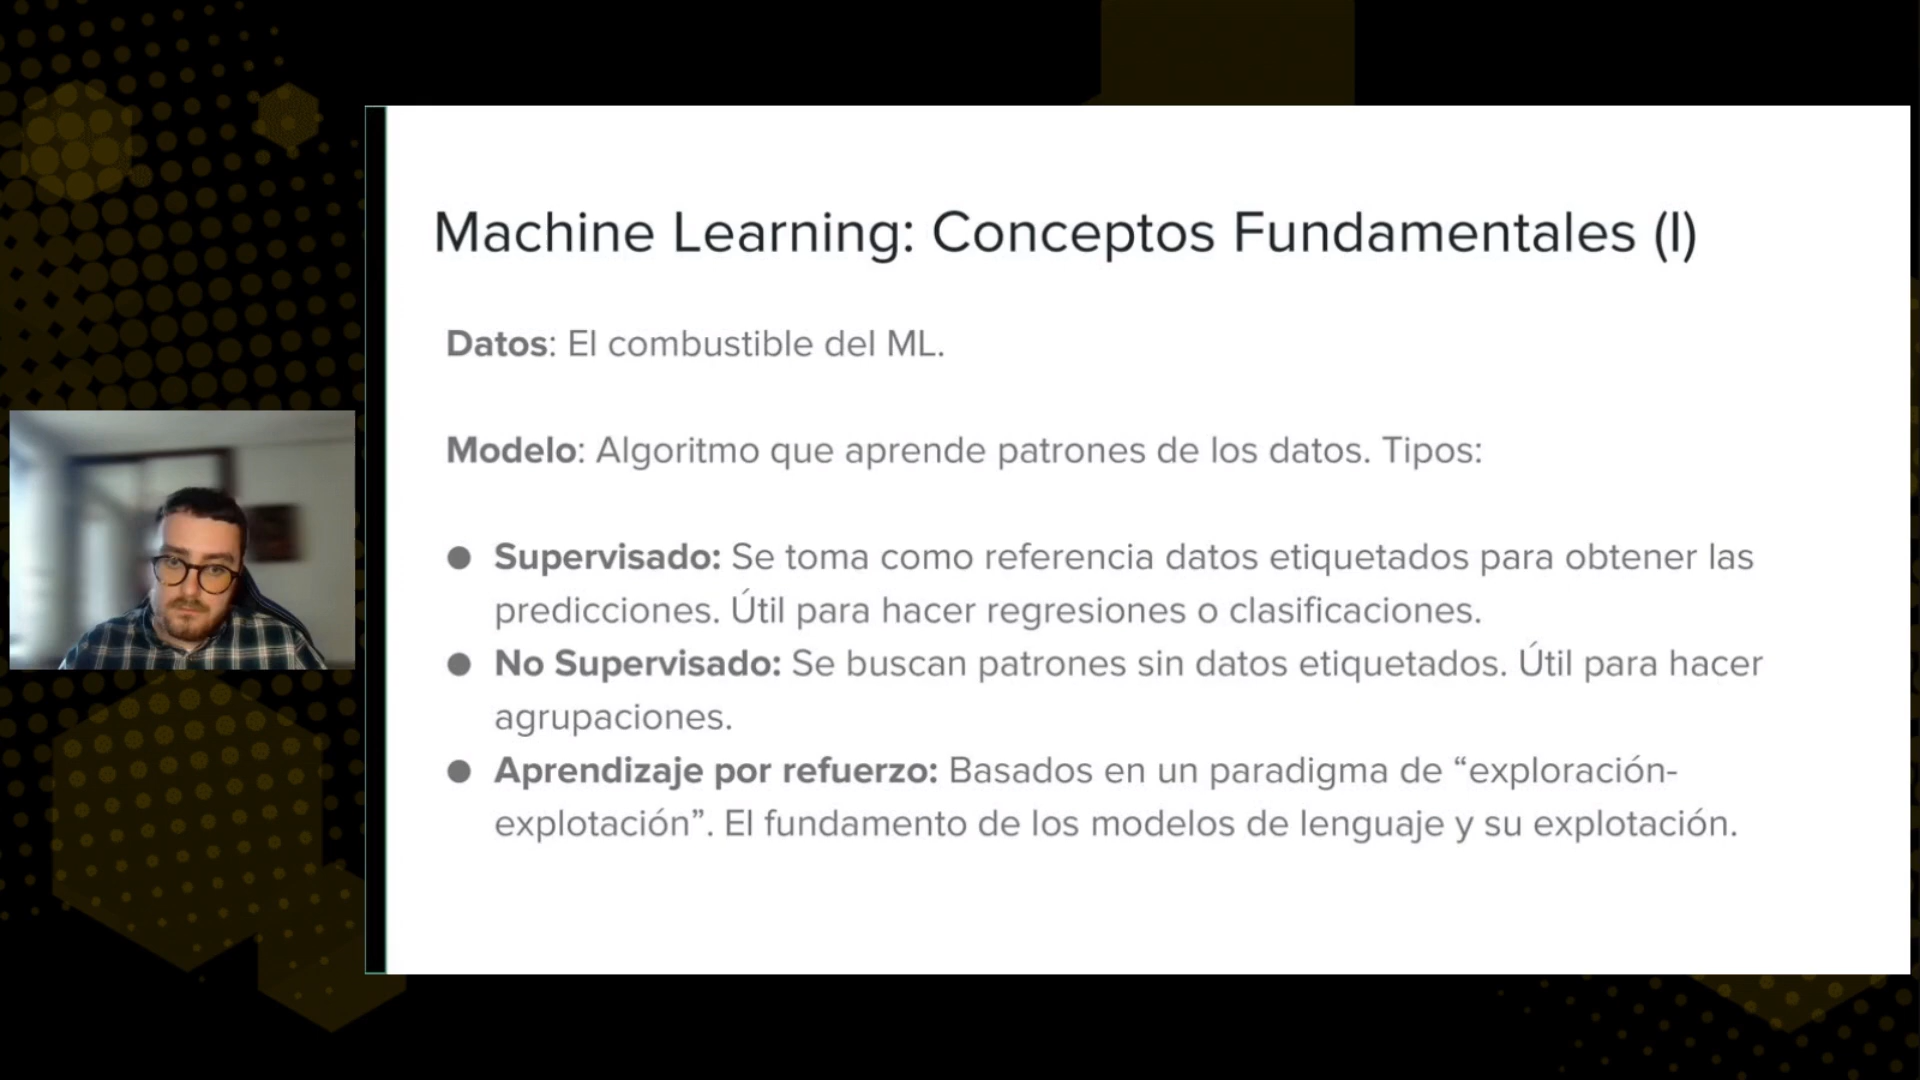 Machine Learning: Conceptos Fundamentales (I)
Datos: El combustible del ML.
Modelo: Algoritmo que aprende patrones de los datos. Tipos:
● Supervisado: Se toma como referencia datos etiquetados para obtener las
predicciones. Útil para hacer regresiones o clasificaciones.
● No Supervisado: Se buscan patrones sin datos etiquetados. Útil para hacer
agrupaciones.
● Aprendizaje por refuerzo: Basados en un paradigma de “exploración-
explotación”. El fundamento de los modelos de lenguaje y su explotación.